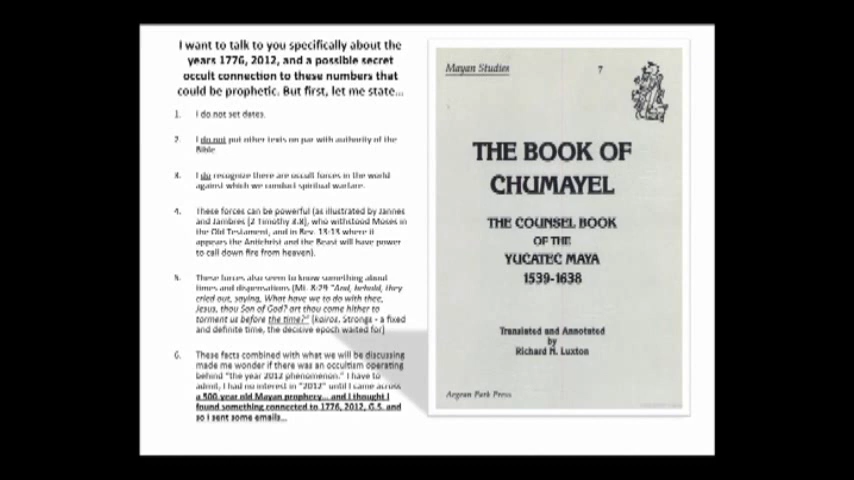 I want to talk to you specifically about the
years 1776, 2012, and a possible secret
occult connection to these numbers that
could be prophetic. But first, let me state...
1. I do not set dates.
2. I do not put other texts on par with authority of the
Bible
3. I do recognize there are occult forces in the world
against which we conduct spiritual warfare.
4. These forces can be powerful (as illustrated by Jannes
and Jambres [2 Timothy 3.8], who withstood Moses in
the Old Testament, and in Rev. 13:13 where it
appears the Antichrist and the Beast will have power
to call down fire from heaven).
5. These forces also seem to know something about
times and dispensations (Mt. 8:29 "And, behold, they
cried out, saying, What have we to do with thee,
Jesus, thou Son of God? art thou come hither to
torment us before the time?" [kairos, Strongs - a fixed
and definite time, the decisive epoch waited for]
6. These facts combined with what we will be discussing
made me wonder if there was an occultism operating
behind "the year 2012 phenomenon." I have to
admit, I had no interest in "2012" until I came across
a 500 year old Mayan prophecy... and I thought I
found something connected to 1776, 2012, G.S. and
so i sent some emails...
Mayan Studies 7
THE BOOK OF
CHUMAYEL
THE COUNSEL BOOK
OF THE
YUCATEC MAYA
1539-1638
Translated and Annotated
by
Richard N. Luxton
Aegean Park Press